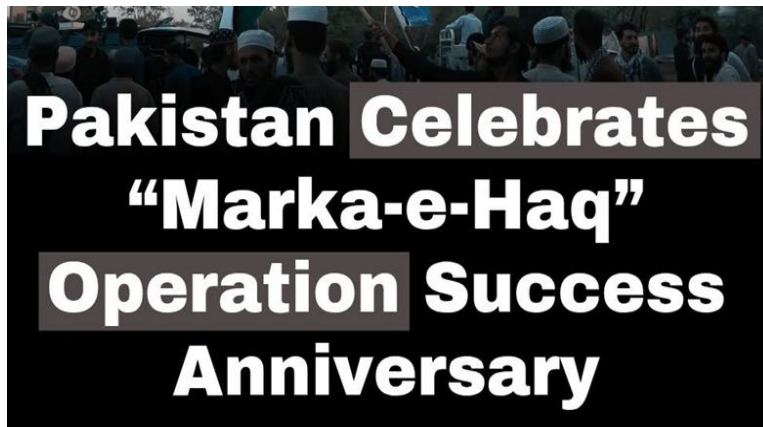 Pakistan Celebrates
“Marka-e-Haq”
Operation Success
Anniversary